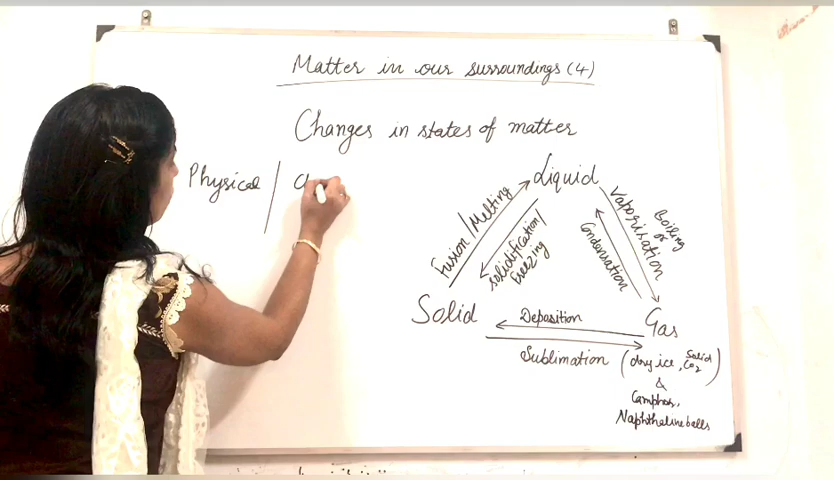 Matter in our surroundings (4)
Changes in states of matter
Physical / C
Liquid
Fusion / Melting
solidification/
Freezing
Vaporisation
Boiling
or
Condensation
Solid
Gas
Deposition
Sublimation
(dry ice, Solid CO2)
&
Camphor,
Naphthaline balls